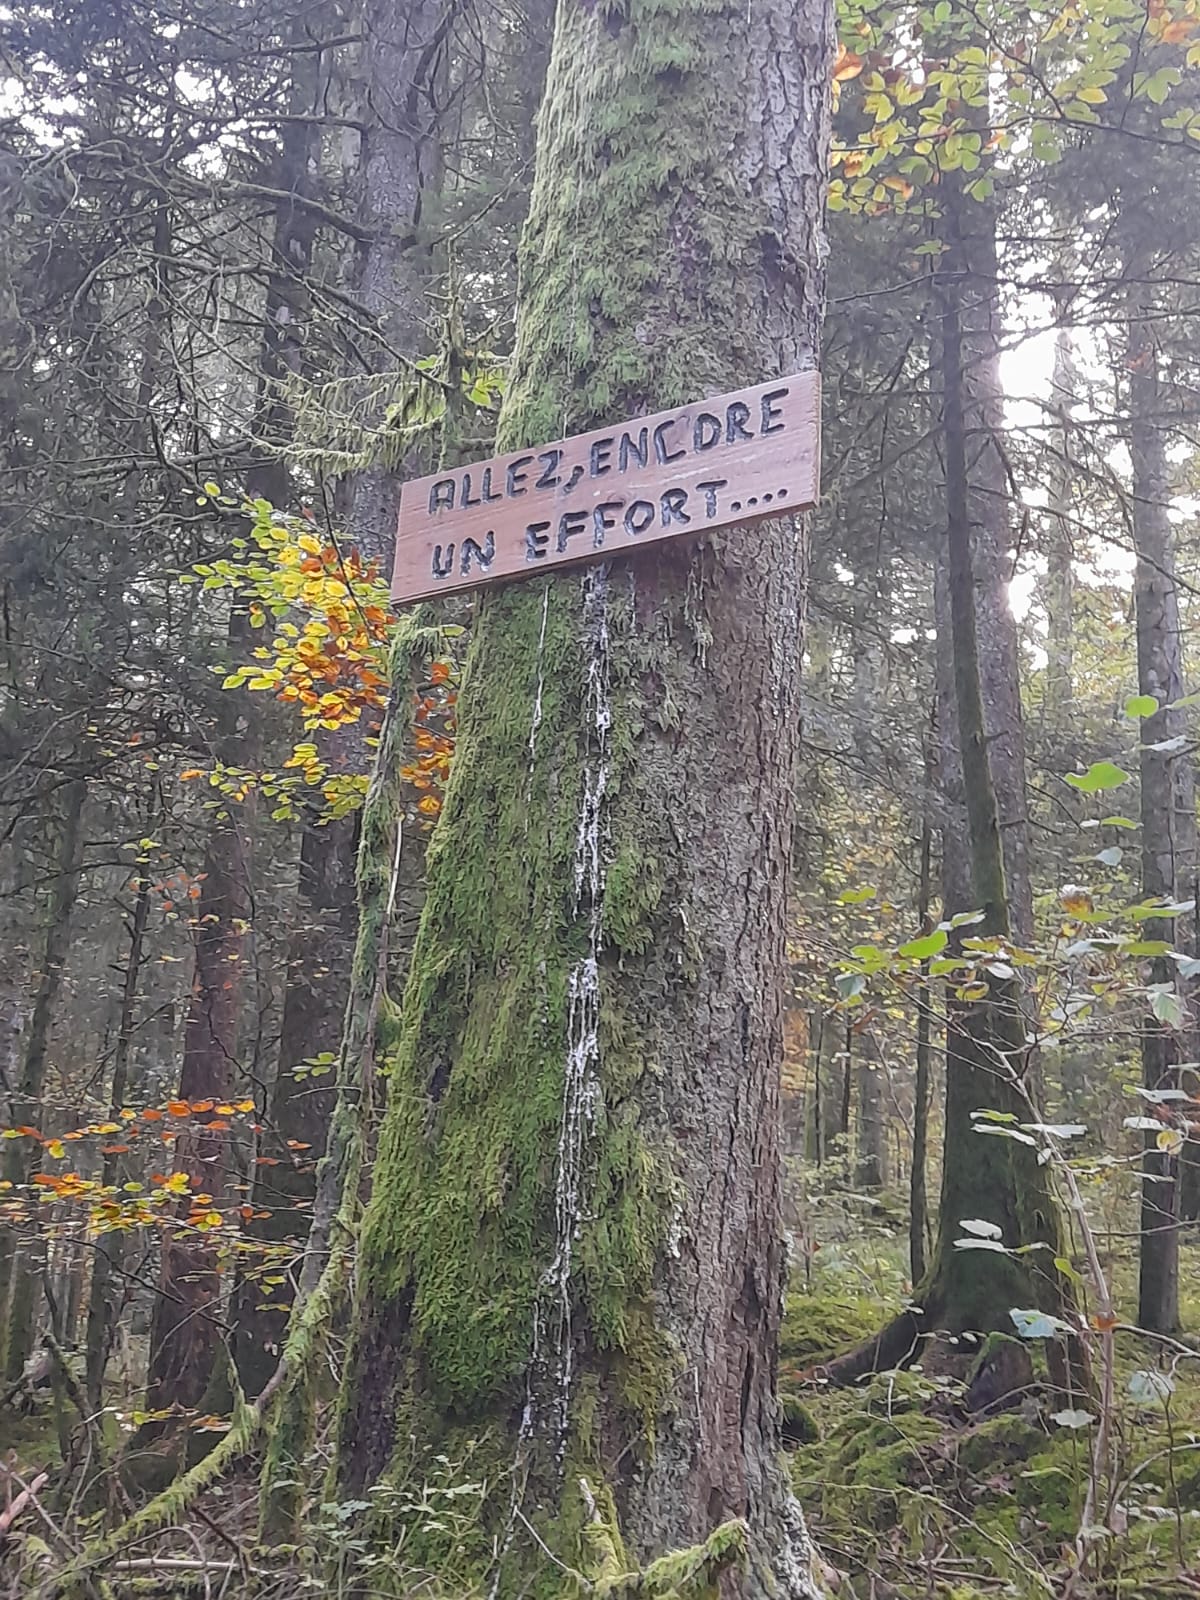 ALLEZ, ENCORE
UN EFFORT....